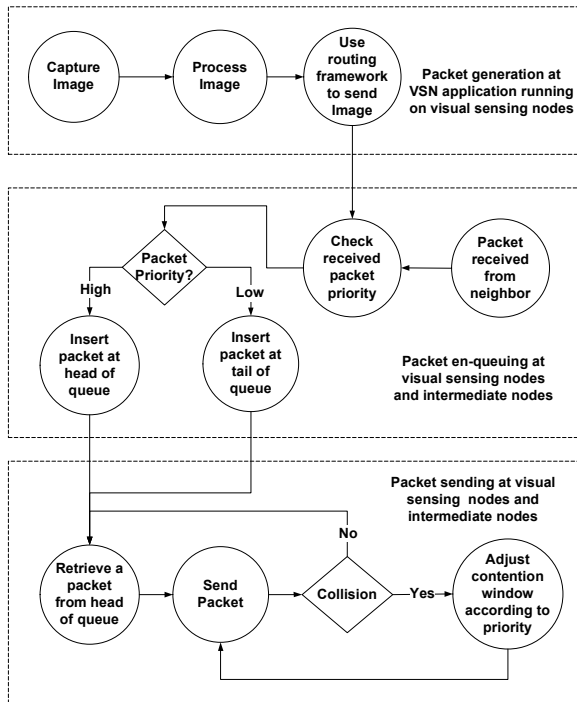 Capture
Image
Process
Image
Use
routing
framework
to send
Image
Packet generation at
VSN application running
on visual sensing nodes
Packet
Priority?
High
Low
Check
received
packet
priority
Packet
received
from
neighbor
Insert
packet at
head of
queue
Insert
packet at
tail of
queue
Packet en-queuing at
visual sensing nodes
and intermediate nodes
Packet sending at visual
sensing nodes and
intermediate nodes
No
Retrieve a
packet
from head
of queue
Send
Packet
Collision
Yes
Adjust
contention
window
according to
priority